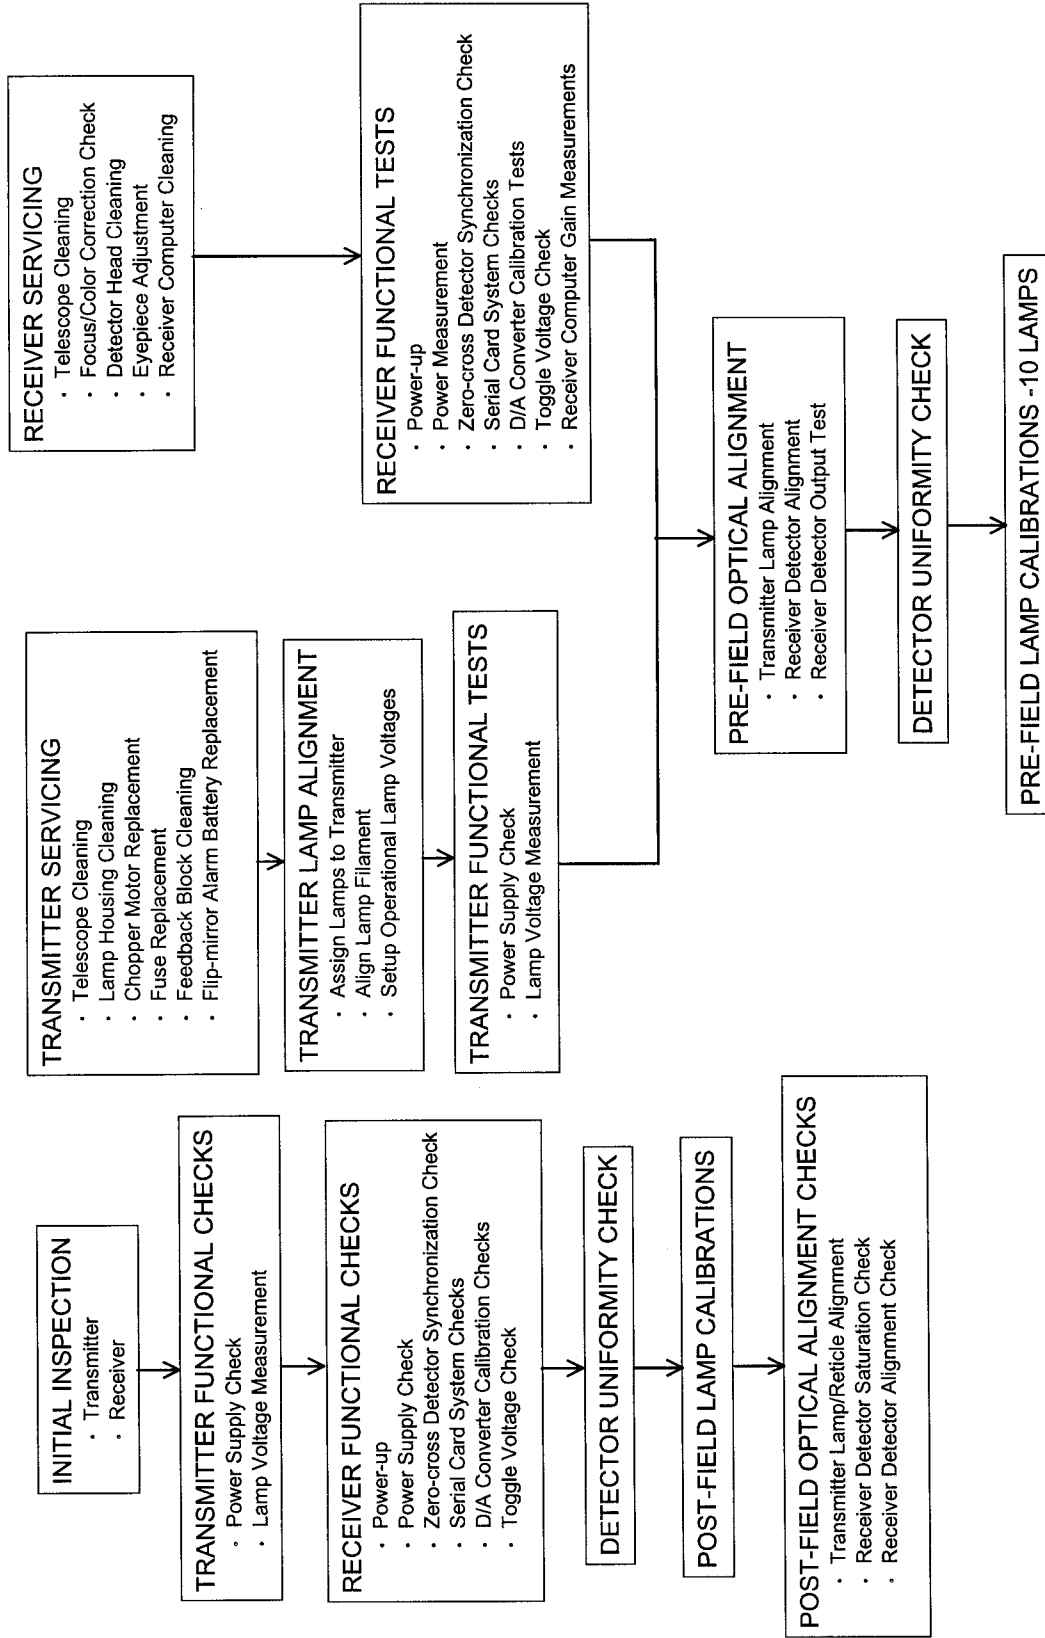 INITIAL INSPECTION
· Transmitter
· Receiver
TRANSMITTER FUNCTIONAL CHECKS
· Power Supply Check
· Lamp Voltage Measurement
RECEIVER FUNCTIONAL CHECKS
· Power-up
· Power Supply Check
· Zero-cross Detector Synchronization Check
· Serial Card System Checks
· D/A Converter Calibration Checks
· Toggle Voltage Check
DETECTOR UNIFORMITY CHECK
POST-FIELD LAMP CALIBRATIONS
POST-FIELD OPTICAL ALIGNMENT CHECKS
· Transmitter Lamp/Reticle Alignment
· Receiver Detector Saturation Check
· Receiver Detector Alignment Check
TRANSMITTER SERVICING
· Telescope Cleaning
· Lamp Housing Cleaning
· Chopper Motor Replacement
· Fuse Replacement
· Feedback Block Cleaning
· Flip-mirror Alarm Battery Replacement
TRANSMITTER LAMP ALIGNMENT
· Assign Lamps to Transmitter
· Align Lamp Filament
· Setup Operational Lamp Voltages
TRANSMITTER FUNCTIONAL TESTS
· Power Supply Check
· Lamp Voltage Measurement
RECEIVER SERVICING
· Telescope Cleaning
· Focus/Color Correction Check
· Detector Head Cleaning
· Eyepiece Adjustment
· Receiver Computer Cleaning
RECEIVER FUNCTIONAL TESTS
· Power-up
· Power Measurement
· Zero-cross Detector Synchronization Check
· Serial Card System Checks
· D/A Converter Calibration Tests
· Toggle Voltage Check
· Receiver Computer Gain Measurements
PRE-FIELD OPTICAL ALIGNMENT
· Transmitter Lamp Alignment
· Receiver Detector Alignment
· Receiver Detector Output Test
DETECTOR UNIFORMITY CHECK
PRE-FIELD LAMP CALIBRATIONS -10 LAMPS